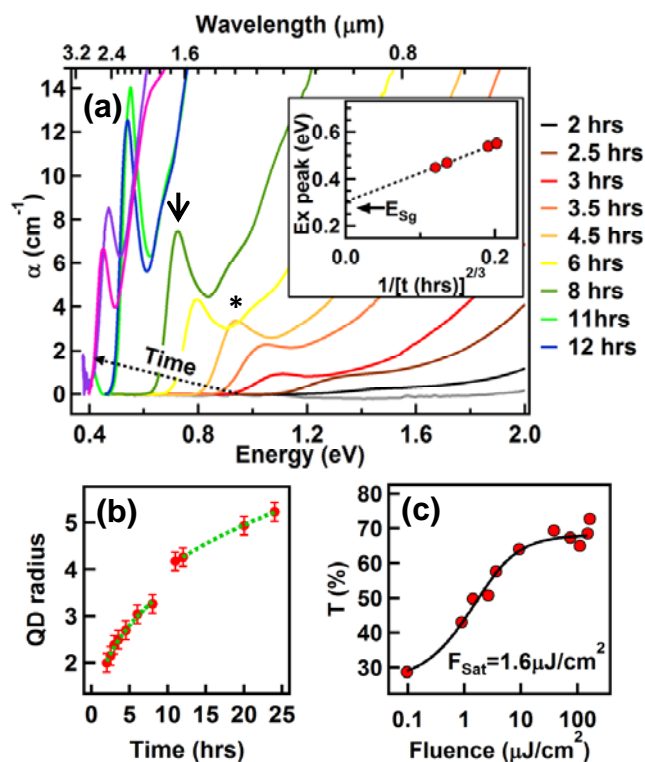 Wavelength (μm)
3.2 2.4 1.6 0.8
(a)
14
12
10
8
6
4
2
0
α (cm⁻¹)
*
Time
0.4 0.8 1.2 1.6 2.0
Energy (eV)
Ex peak (eV)
0.6
0.4
0.2
E_Sg
0.0 0.1 0.2
1/[t (hrs)]^2/3
2 hrs
2.5 hrs
3 hrs
3.5 hrs
4.5 hrs
6 hrs
8 hrs
11hrs
12 hrs
(b)
QD radius
5
4
3
2
0 5 10 15 20 25
Time (hrs)
(c)
T (%)
80
70
60
50
40
30
F_Sat=1.6μJ/cm²
0.1 1 10 100
Fluence (μJ/cm²)